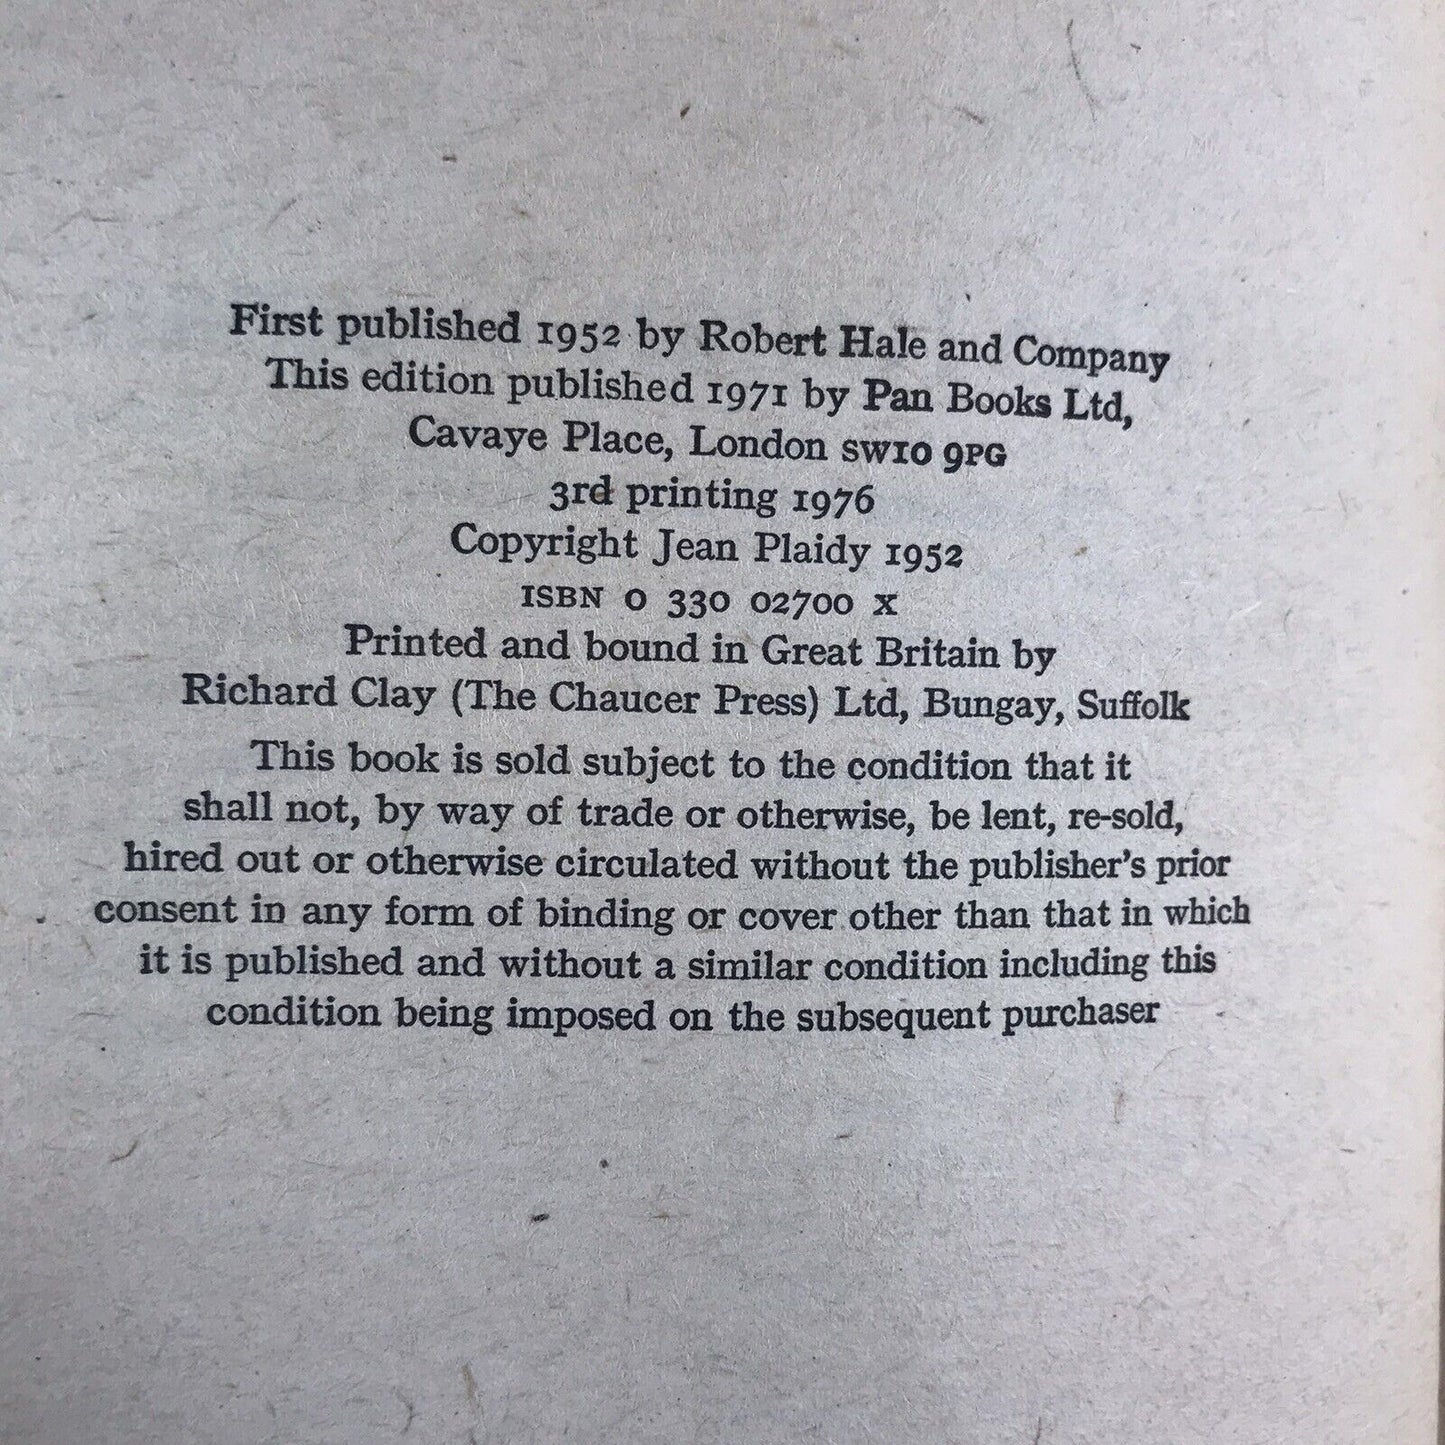 First published 1952 by Robert Hale and Company
This edition published 1971 by Pan Books Ltd,
Cavaye Place, London SW10 9PG
3rd printing 1976
Copyright Jean Plaidy 1952
ISBN 0 330 02700 X
Printed and bound in Great Britain by
Richard Clay (The Chaucer Press) Ltd, Bungay, Suffolk
This book is sold subject to the condition that it
shall not, by way of trade or otherwise, be lent, re-sold,
hired out or otherwise circulated without the publisher's prior
consent in any form of binding or cover other than that in which
it is published and without a similar condition including this
condition being imposed on the subsequent purchaser